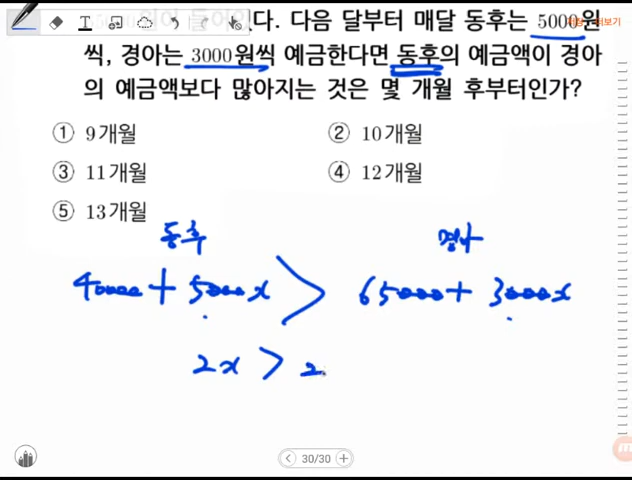 다. 다음 달부터 매달 동후는 5000원
씩, 경아는 3000원씩 예금한다면 동후의 예금액이 경아
의 예금액보다 많아지는 것은 몇 개월 후부터인가?
① 9개월
② 10개월
③ 11개월
④ 12개월
⑤ 13개월
동후
경아
40000 + 5000x > 65000 + 3000x
2x > 2
30/30